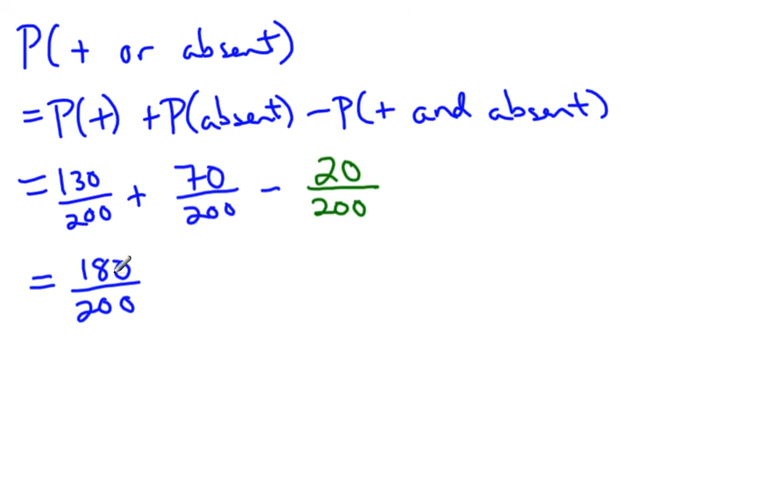 P(+ or absent)
= P(+) + P(absent) - P(+ and absent)
= 130/200 + 70/200 - 20/200
= 180/200